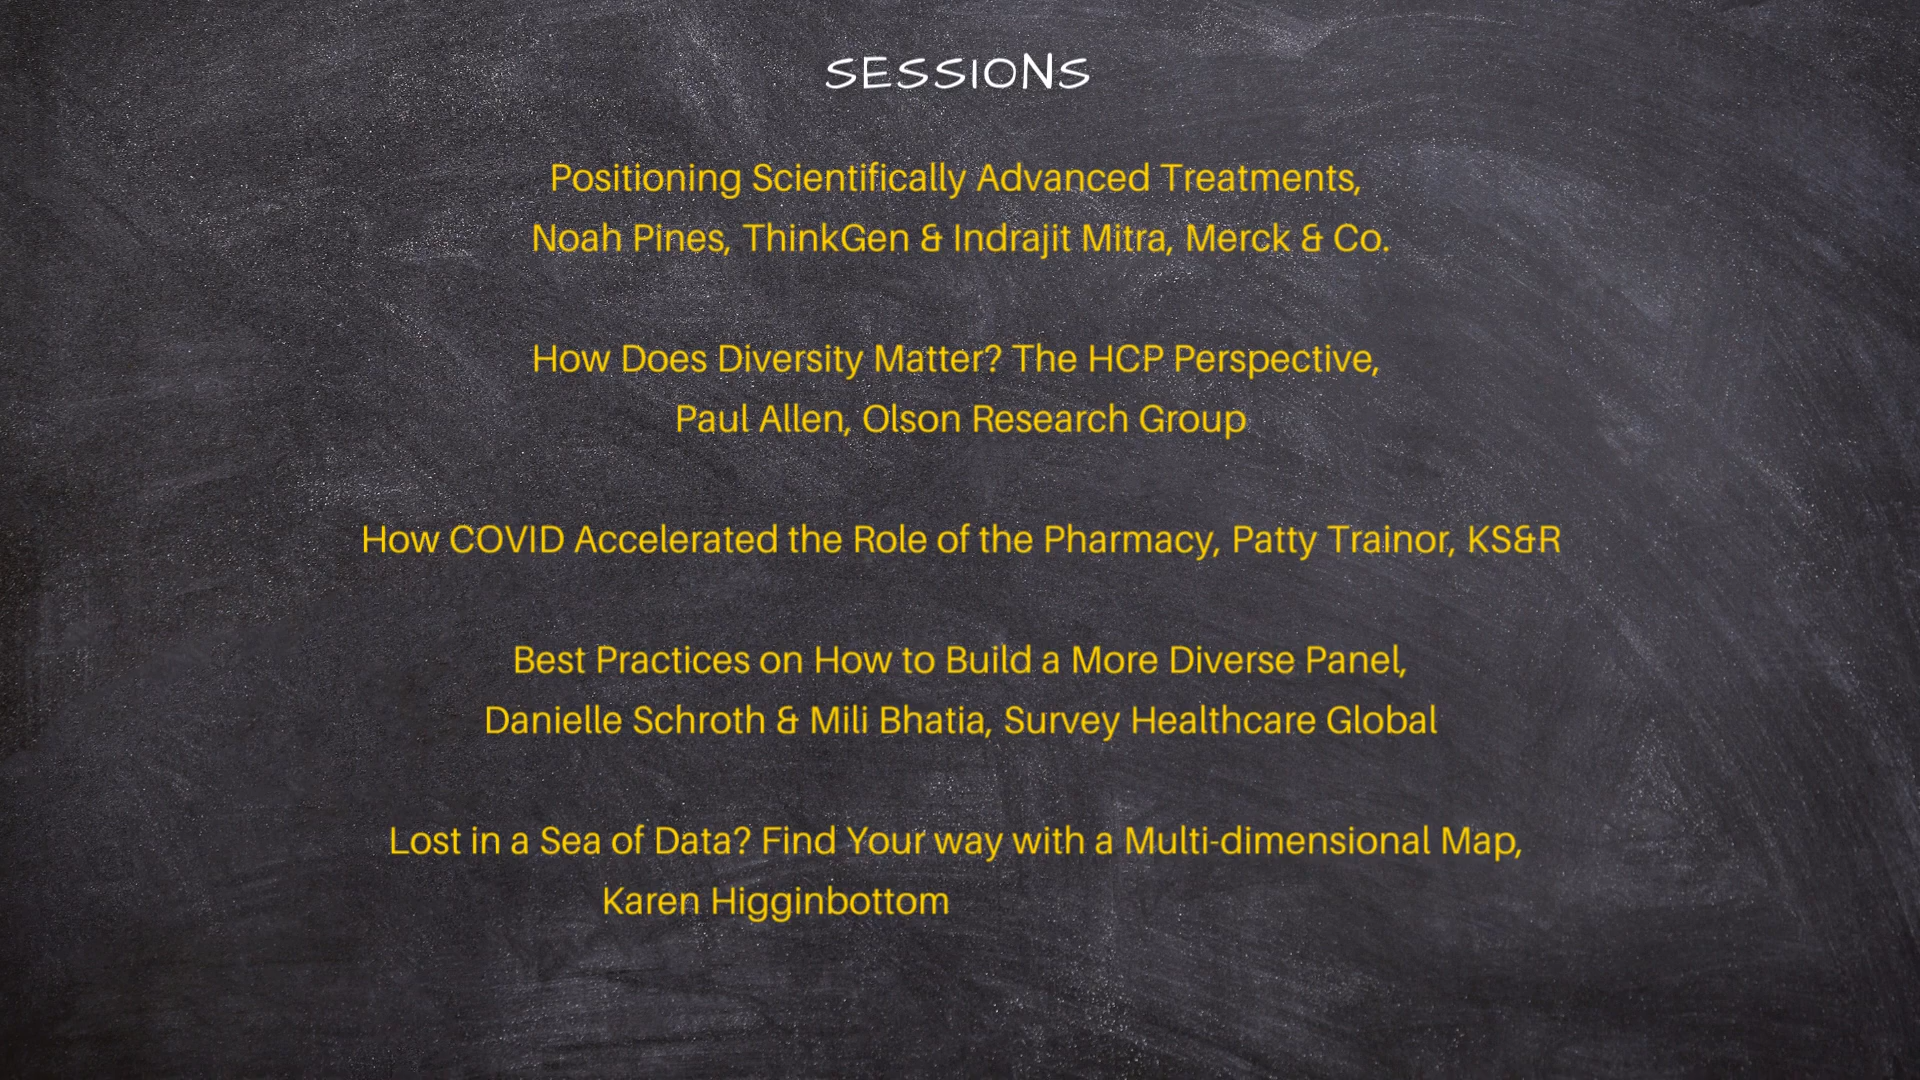 SESSIONS
Positioning Scientifically Advanced Treatments,
Noah Pines, ThinkGen & Indrajit Mitra, Merck & Co.
How Does Diversity Matter? The HCP Perspective,
Paul Allen, Olson Research Group
How COVID Accelerated the Role of the Pharmacy, Patty Trainor, KS&R
Best Practices on How to Build a More Diverse Panel,
Danielle Schroth & Mili Bhatia, Survey Healthcare Global
Lost in a Sea of Data? Find Your way with a Multi-dimensional Map,
Karen Higginbottom